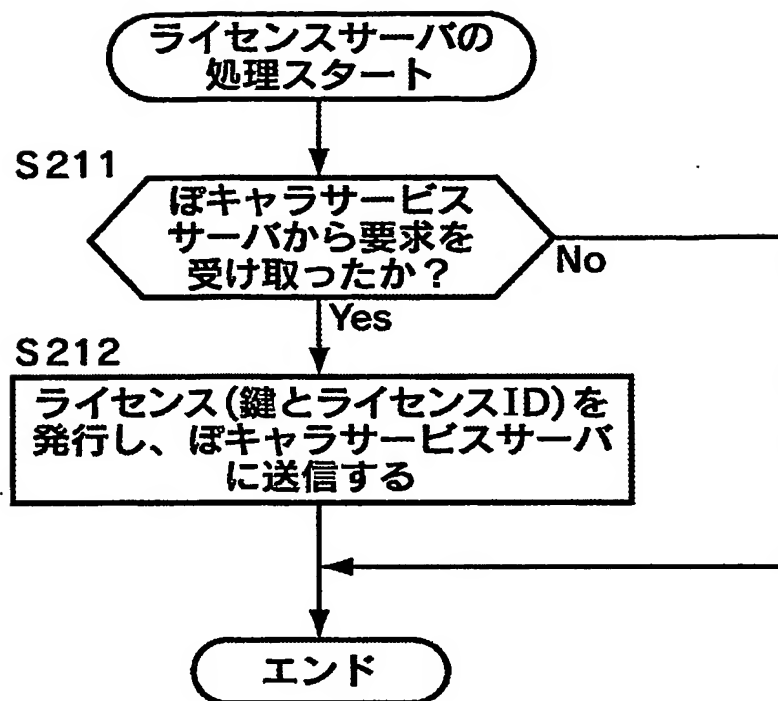 ライセンスサーバの
処理スタート
S211
ぽキャラサービス
サーバから要求を
受け取ったか？
No
Yes
S212
ライセンス(鍵とライセンスID)を
発行し、ぽキャラサービスサーバ
に送信する
エンド